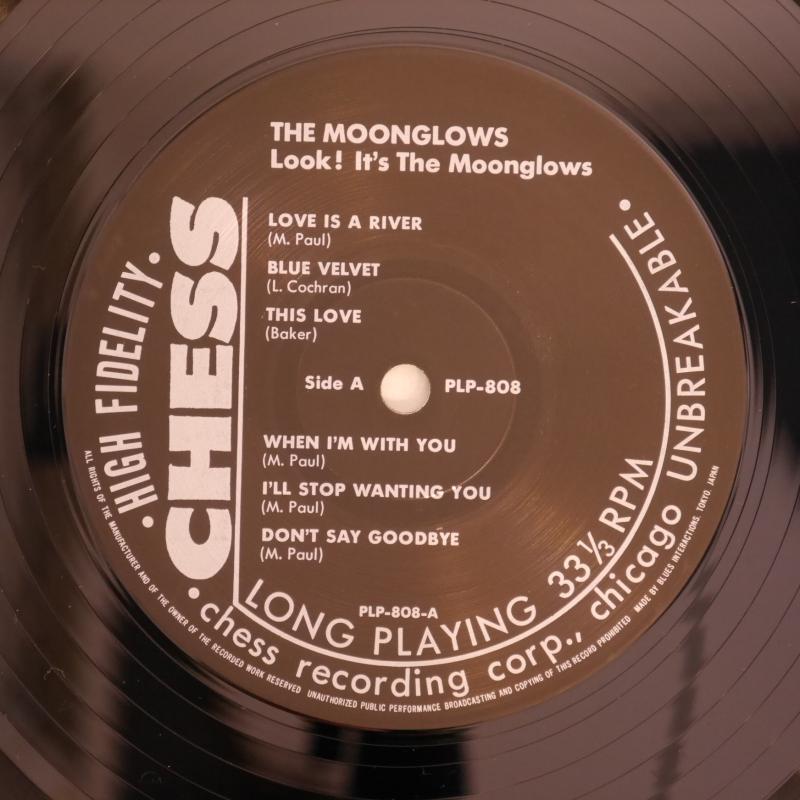 THE MOONGLOWS
Look! It's The Moonglows
LOVE IS A RIVER
(M. Paul)
BLUE VELVET
(L. Cochran)
THIS LOVE
(Baker)
Side A PLP-808
WHEN I'M WITH YOU
(M. Paul)
I'LL STOP WANTING YOU
(M. Paul)
DON'T SAY GOODBYE
(M. Paul)
PLP-808-A
• HIGH FIDELITY •
CHESS
LONG PLAYING 33⅓ RPM
• chess recording corp., chicago UNBREAKABLE •
ALL RIGHTS OF THE MANUFACTURER AND OF THE OWNER OF THE RECORDED WORK RESERVED UNAUTHORIZED PUBLIC PERFORMANCE BROADCASTING AND COPYING OF THIS RECORD PROHIBITED MADE BY BLUES INTERACTIONS, TOKYO, JAPAN